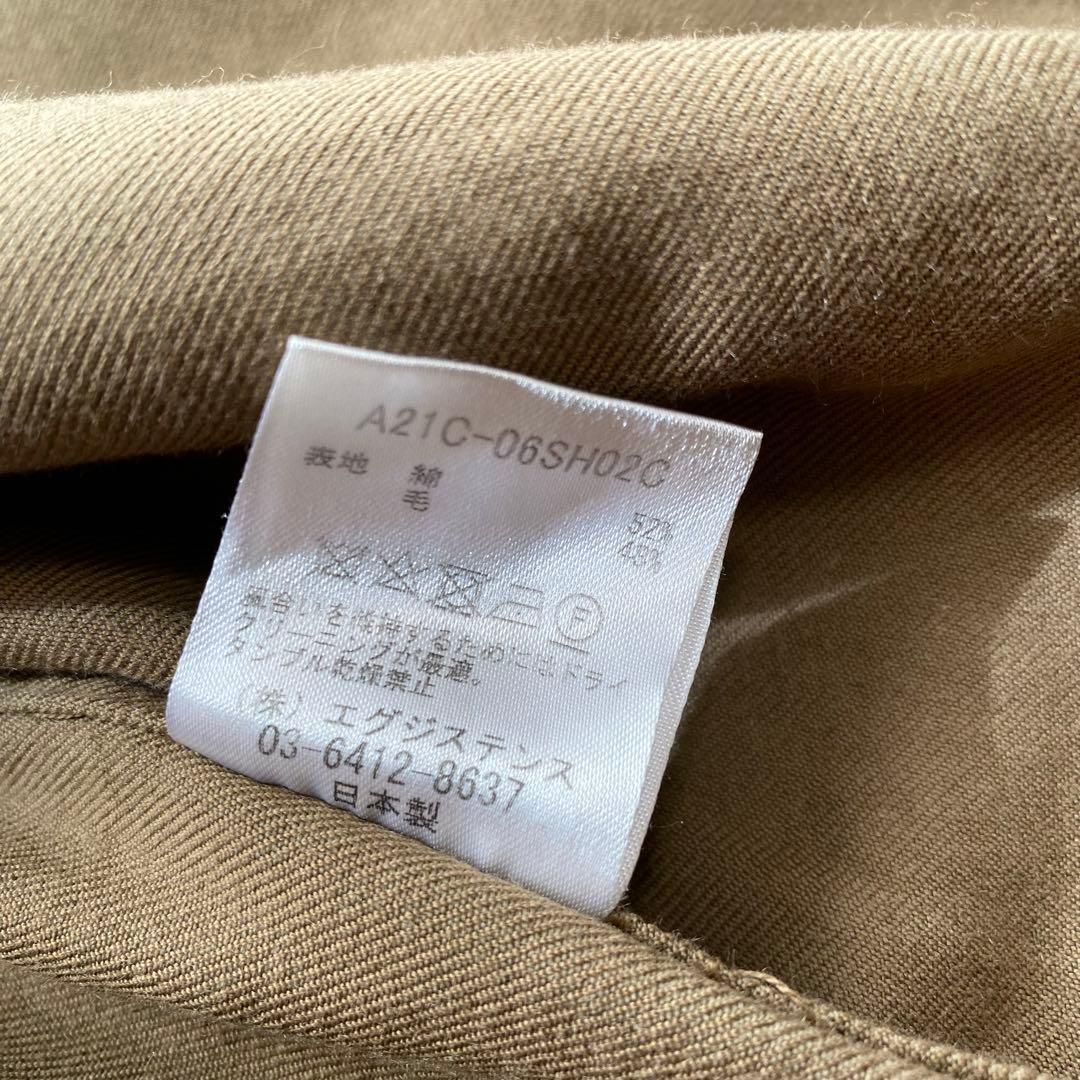 A21C-06SH02C
表地 綿 52%
毛 48%
F
風合いを維持するためにもドライ
クリーニングが最適。
タンブル乾燥禁止
(株) エグジステンス
03-6412-8637
日本製